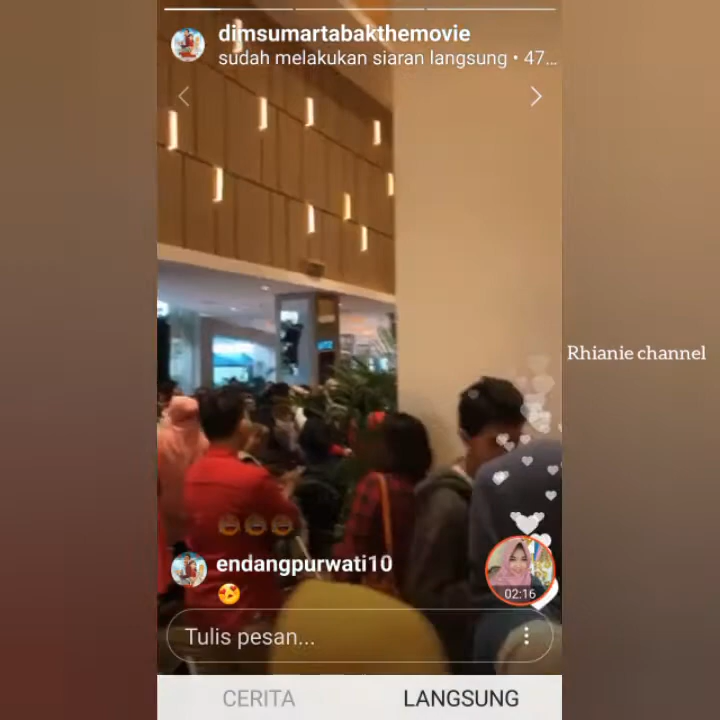 dimsumartabakthemovie
sudah melakukan siaran langsung • 47...
Rhianie channel
endangpurwati10
😍
02:16
Tulis pesan...
CERITA
LANGSUNG